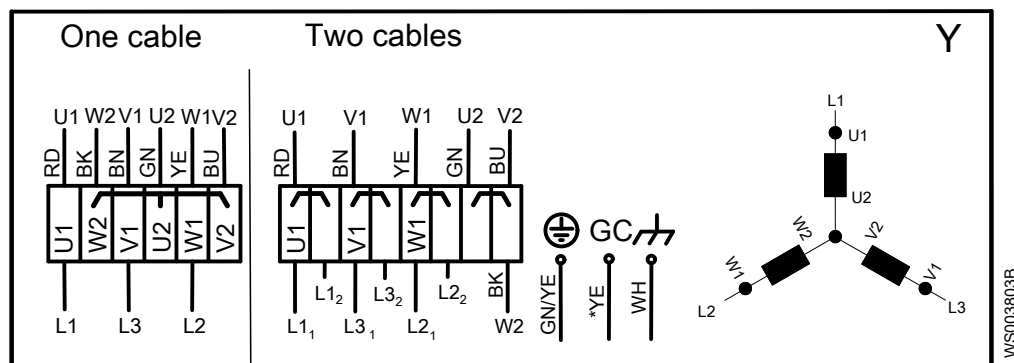 One cable
Two cables
Y
U1 W2 V1 U2 W1 V2
RD BK BN GN YE BU
U1 W2 V1 U2 W1 V2
L1 L3 L2
U1 V1 W1 U2 V2
RD BN YE GN BU
U1 V1 W1
L1₂ L3₂ L2₂ BK
L1₁ L3₁ L2₁ W2
GC
GN/YE *YE WH
L1
U1
U2
W2 V2
W1 V1
L2 L3
WS003803B